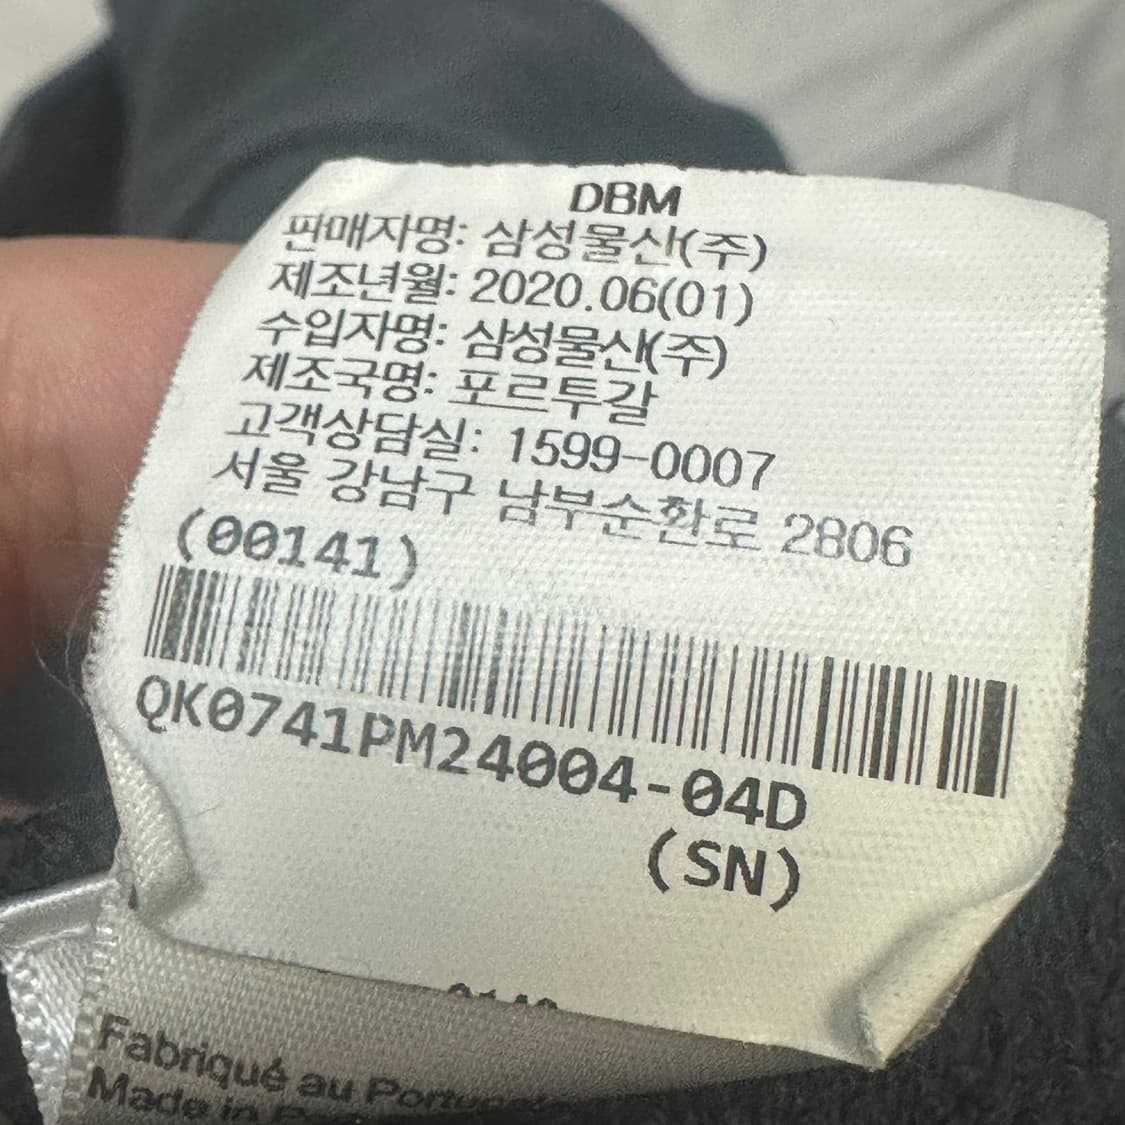 DBM
판매자명: 삼성물산(주)
제조년월: 2020.06(01)
수입자명: 삼성물산(주)
제조국명: 포르투갈
고객상담실: 1599-0007
서울 강남구 남부순환로 2806
(00141)
QK0741PM24004-04D
(SN)
Fabriqué au
Made in